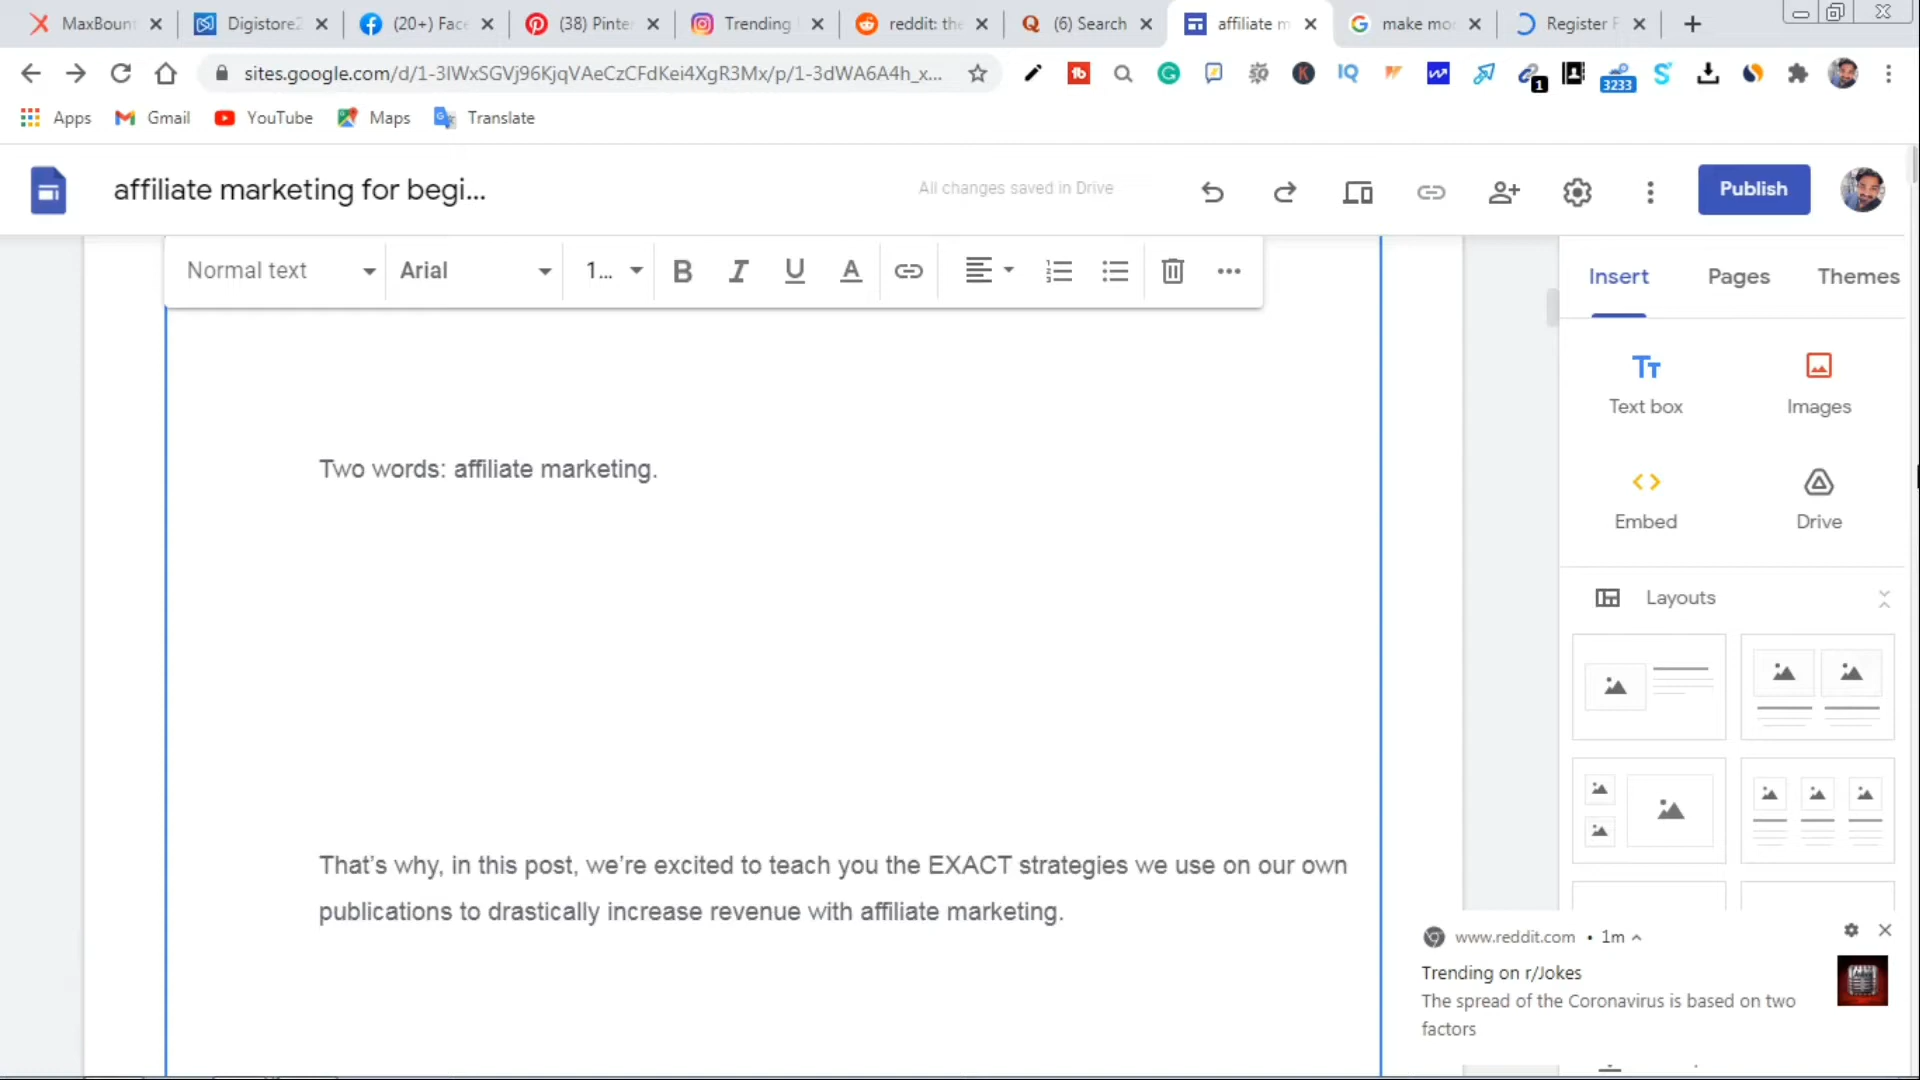 MaxBount
Digistore2
(20+) Face
(38) Pinter
Trending
reddit: the
(6) Search
affiliate m
make mo
Register F
sites.google.com/d/1-3lWxSGVj96KjqVAeCzCFdKei4XgR3Mx/p/1-3dWA6A4h_x...
1
3233
Apps
Gmail
YouTube
Maps
Translate
affiliate marketing for begi...
All changes saved in Drive
Publish
Normal text
Arial
1...
B
I
U
A
Insert
Pages
Themes
Text box
Images
Embed
Drive
Layouts
Two words: affiliate marketing.
That's why, in this post, we're excited to teach you the EXACT strategies we use on our own
publications to drastically increase revenue with affiliate marketing.
www.reddit.com • 1m
Trending on r/Jokes
The spread of the Coronavirus is based on two
factors